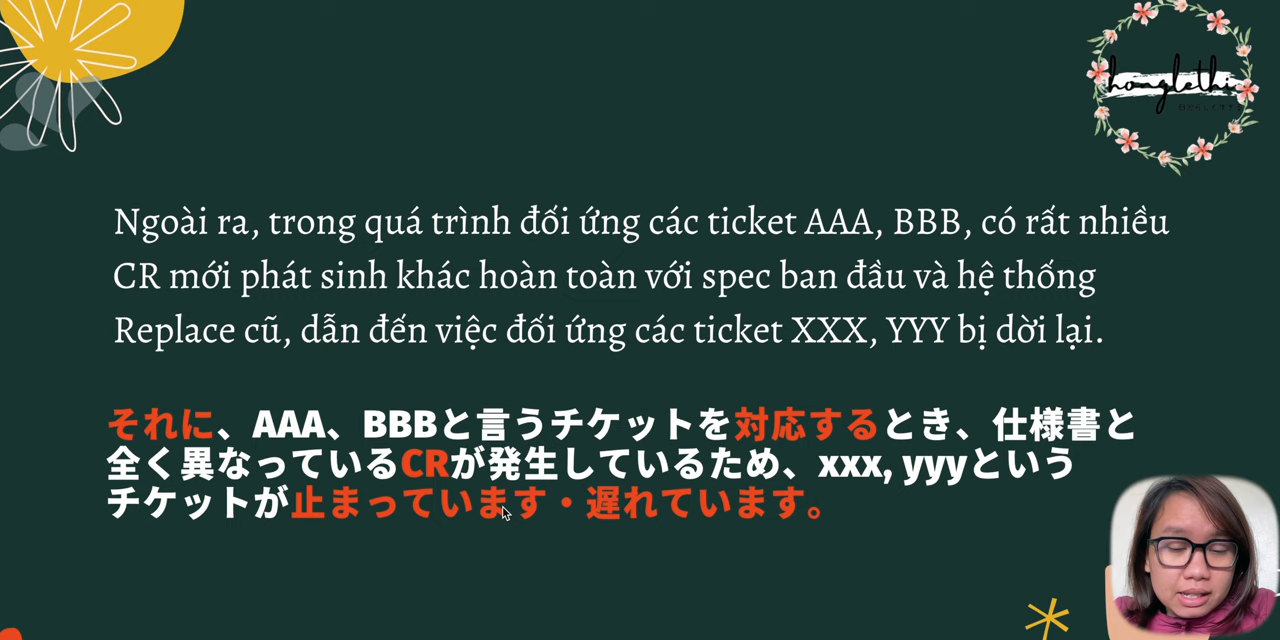 honglethi
Ngoài ra, trong quá trình đối ứng các ticket AAA, BBB, có rất nhiều
CR mới phát sinh khác hoàn toàn với spec ban đầu và hệ thống
Replace cũ, dẫn đến việc đối ứng các ticket XXX, YYY bị dời lại.
それに、AAA、BBBと言うチケットを対応するとき、仕様書と
全く異なっているCRが発生しているため、xxx, yyyという
チケットが止まっています・遅れています。